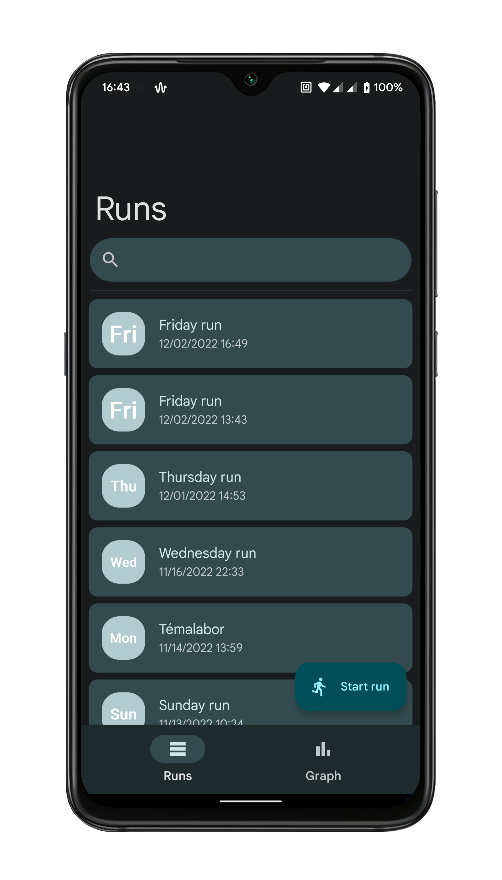 16:43
100%
Runs
Fri
Friday run
12/02/2022 16:49
Fri
Friday run
12/02/2022 13:43
Thu
Thursday run
12/01/2022 14:53
Wed
Wednesday run
11/16/2022 22:33
Mon
Témalabor
11/14/2022 13:59
Sun
Sunday run
11/13/2022 10:24
Start run
Runs
Graph